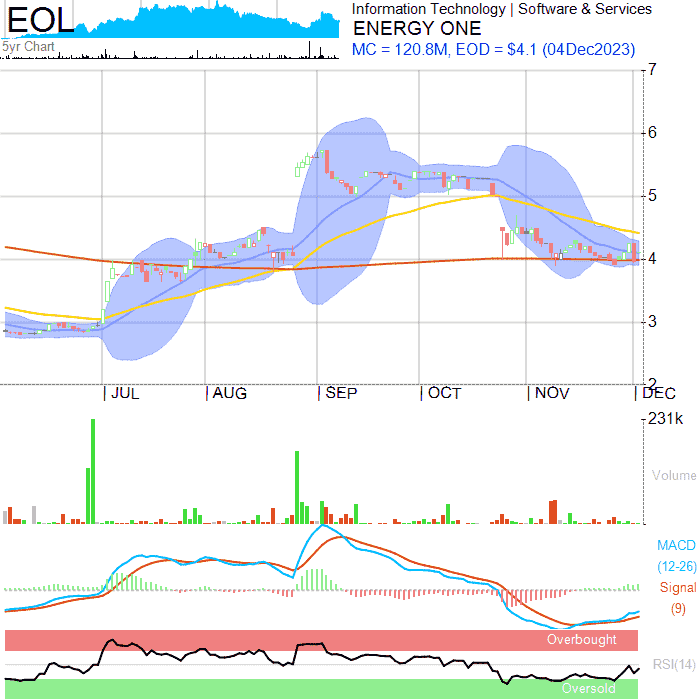 EOL
5yr Chart
Information Technology | Software & Services
ENERGY ONE
MC = 120.8M, EOD = $4.1 (04Dec2023)
7
6
5
4
3
2
JUL
AUG
SEP
OCT
NOV
DEC
231k
Volume
MACD
(12-26)
Signal
(9)
Overbought
RSI(14)
Oversold